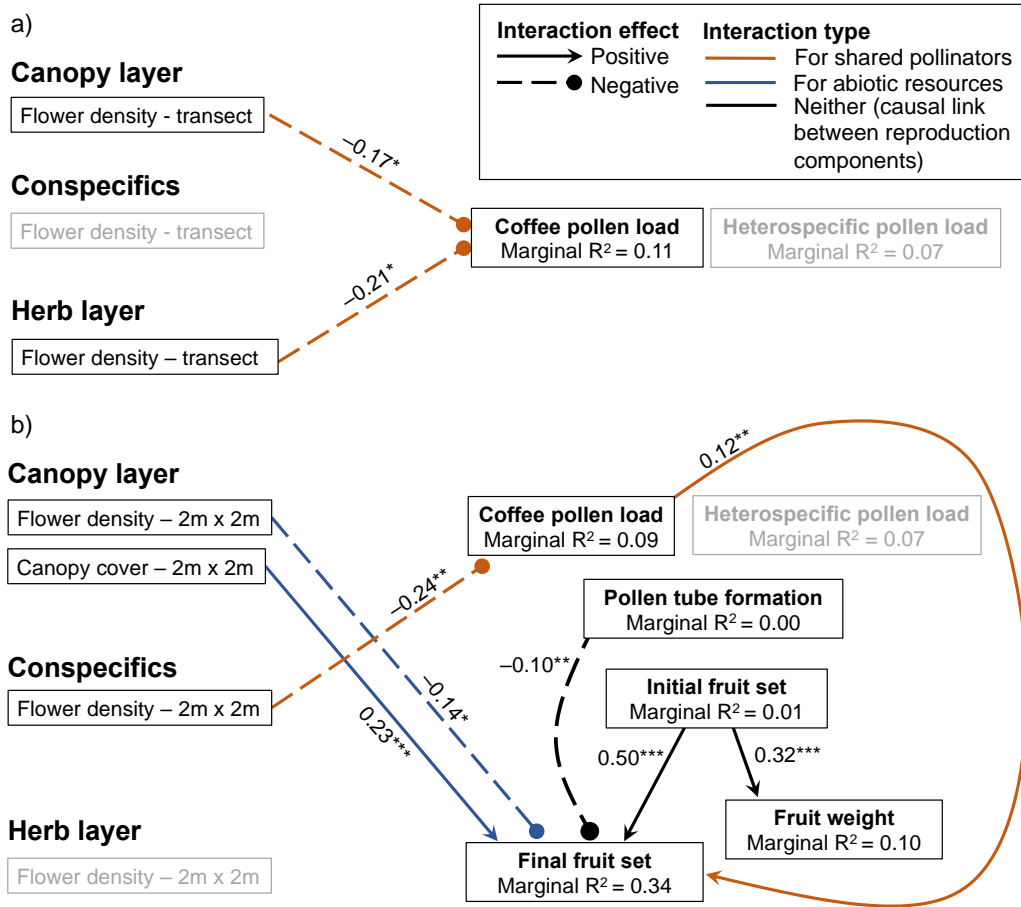 a)
Interaction effect
Positive
Negative
Interaction type
For shared pollinators
For abiotic resources
Neither (causal link
between reproduction
components)
Canopy layer
Flower density - transect
–0.17*
Conspecifics
Flower density - transect
Coffee pollen load
Marginal R² = 0.11
Heterospecific pollen load
Marginal R² = 0.07
–0.21*
Herb layer
Flower density – transect
b)
Canopy layer
Flower density – 2m x 2m
Canopy cover – 2m x 2m
0.12**
Coffee pollen load
Marginal R² = 0.09
Heterospecific pollen load
Marginal R² = 0.07
–0.24**
Pollen tube formation
Marginal R² = 0.00
Conspecifics
Flower density – 2m x 2m
–0.10**
–0.14*
0.23***
Initial fruit set
Marginal R² = 0.01
0.50***
0.32***
Fruit weight
Marginal R² = 0.10
Herb layer
Flower density – 2m x 2m
Final fruit set
Marginal R² = 0.34